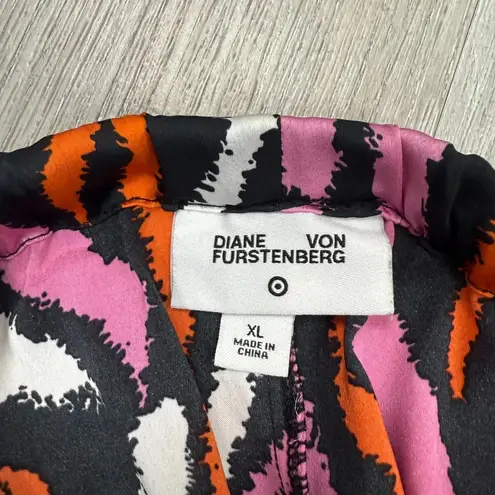 DIANE VON
FURSTENBERG
XL
MADE IN
CHINA